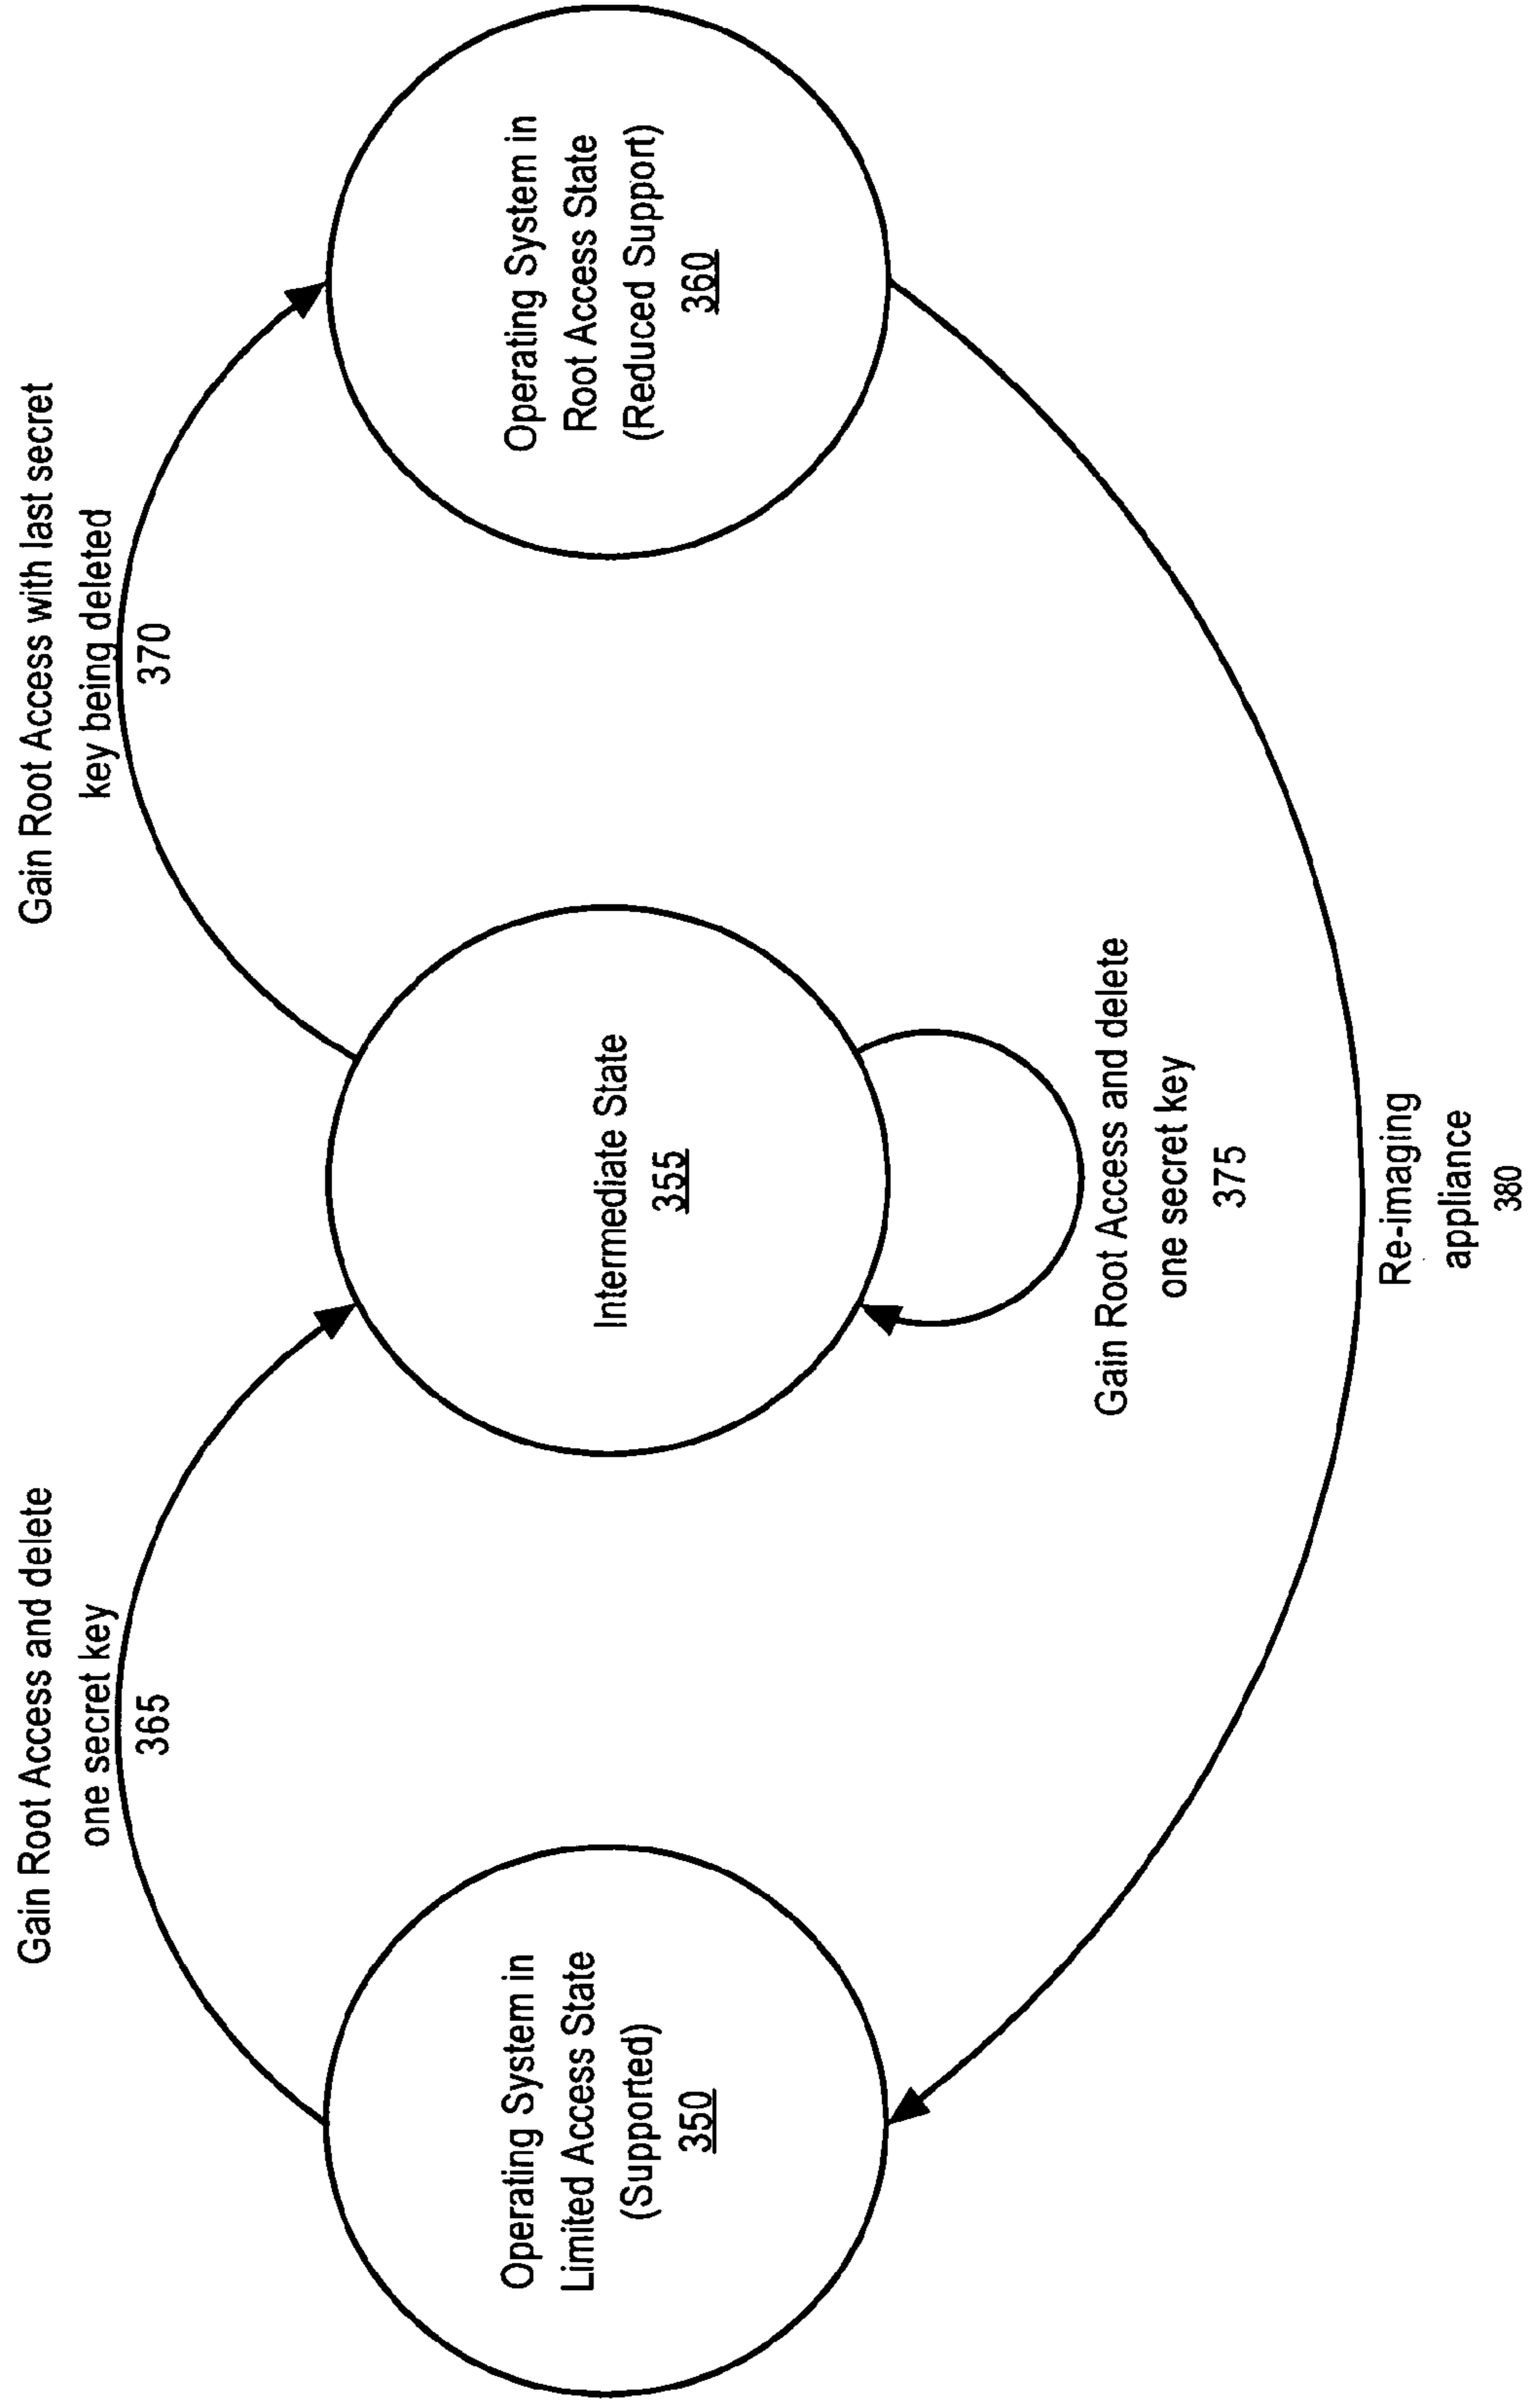 Gain Root Access and delete
one secret key
365
Gain Root Access with last secret
key being deleted
370
Operating System in
Limited Access State
(Supported)
350
Intermediate State
355
Operating System in
Root Access State
(Reduced Support)
360
Gain Root Access and delete
one secret key
375
Re-imaging
appliance
380